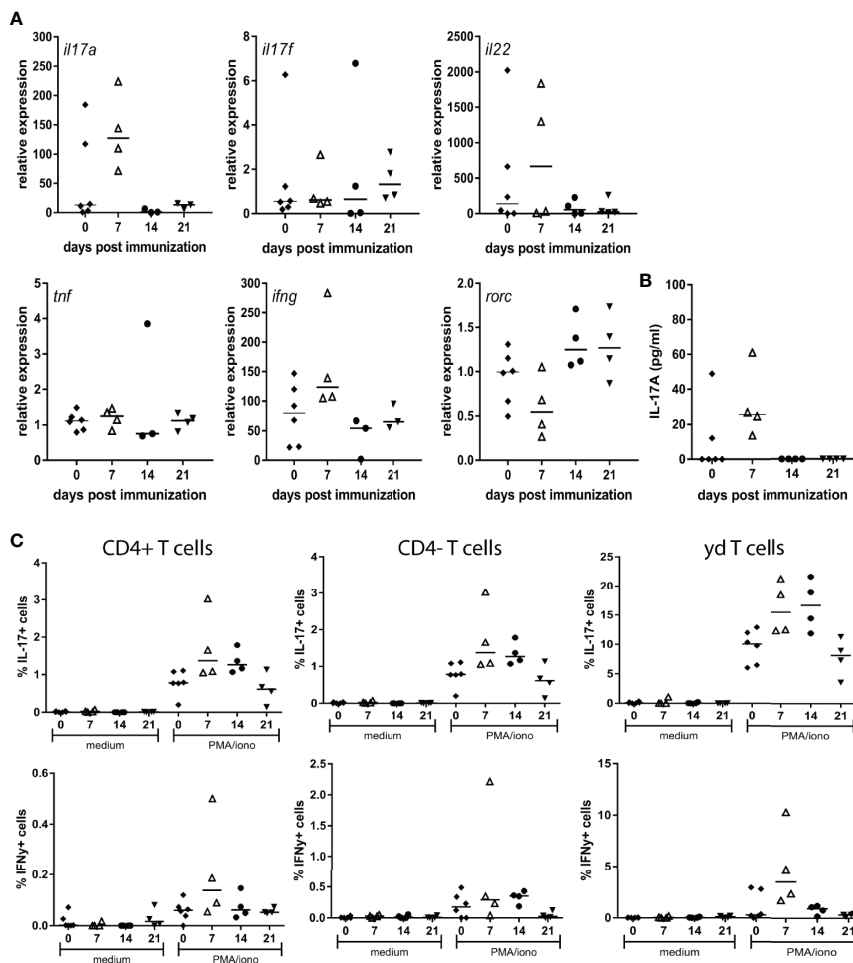 A
il17a
il17f
il22
relative expression
300
250
200
150
100
50
0
0 7 14 21
days post immunization
relative expression
8
6
4
2
0
0 7 14 21
days post immunization
relative expression
2500
2000
1500
1000
500
0
0 7 14 21
days post immunization
tnf
relative expression
5
4
3
2
1
0
0 7 14 21
days post immunization
ifng
relative expression
300
250
200
150
100
50
0
0 7 14 21
days post immunization
rorc
relative expression
2.0
1.5
1.0
0.5
0.0
0 7 14 21
days post immunization
B
IL-17A (pg/ml)
100
80
60
40
20
0
0 7 14 21
days post immunization
C
CD4+ T cells
CD4- T cells
yd T cells
% IL-17+ cells
4
3
2
1
0
0 7 14 21 0 7 14 21
medium PMA/iono
% IL-17+ cells
4
3
2
1
0
0 7 14 21 0 7 14 21
medium PMA/iono
% IL-17+ cells
25
20
15
10
5
0
0 7 14 21 0 7 14 21
medium PMA/iono
% IFNy+ cells
0.6
0.4
0.2
0.0
0 7 14 21 0 7 14 21
medium PMA/iono
% IFNy+ cells
2.5
2.0
1.5
1.0
0.5
0.0
0 7 14 21 0 7 14 21
medium PMA/iono
% IFNy+ cells
15
10
5
0
0 7 14 21 0 7 14 21
medium PMA/iono